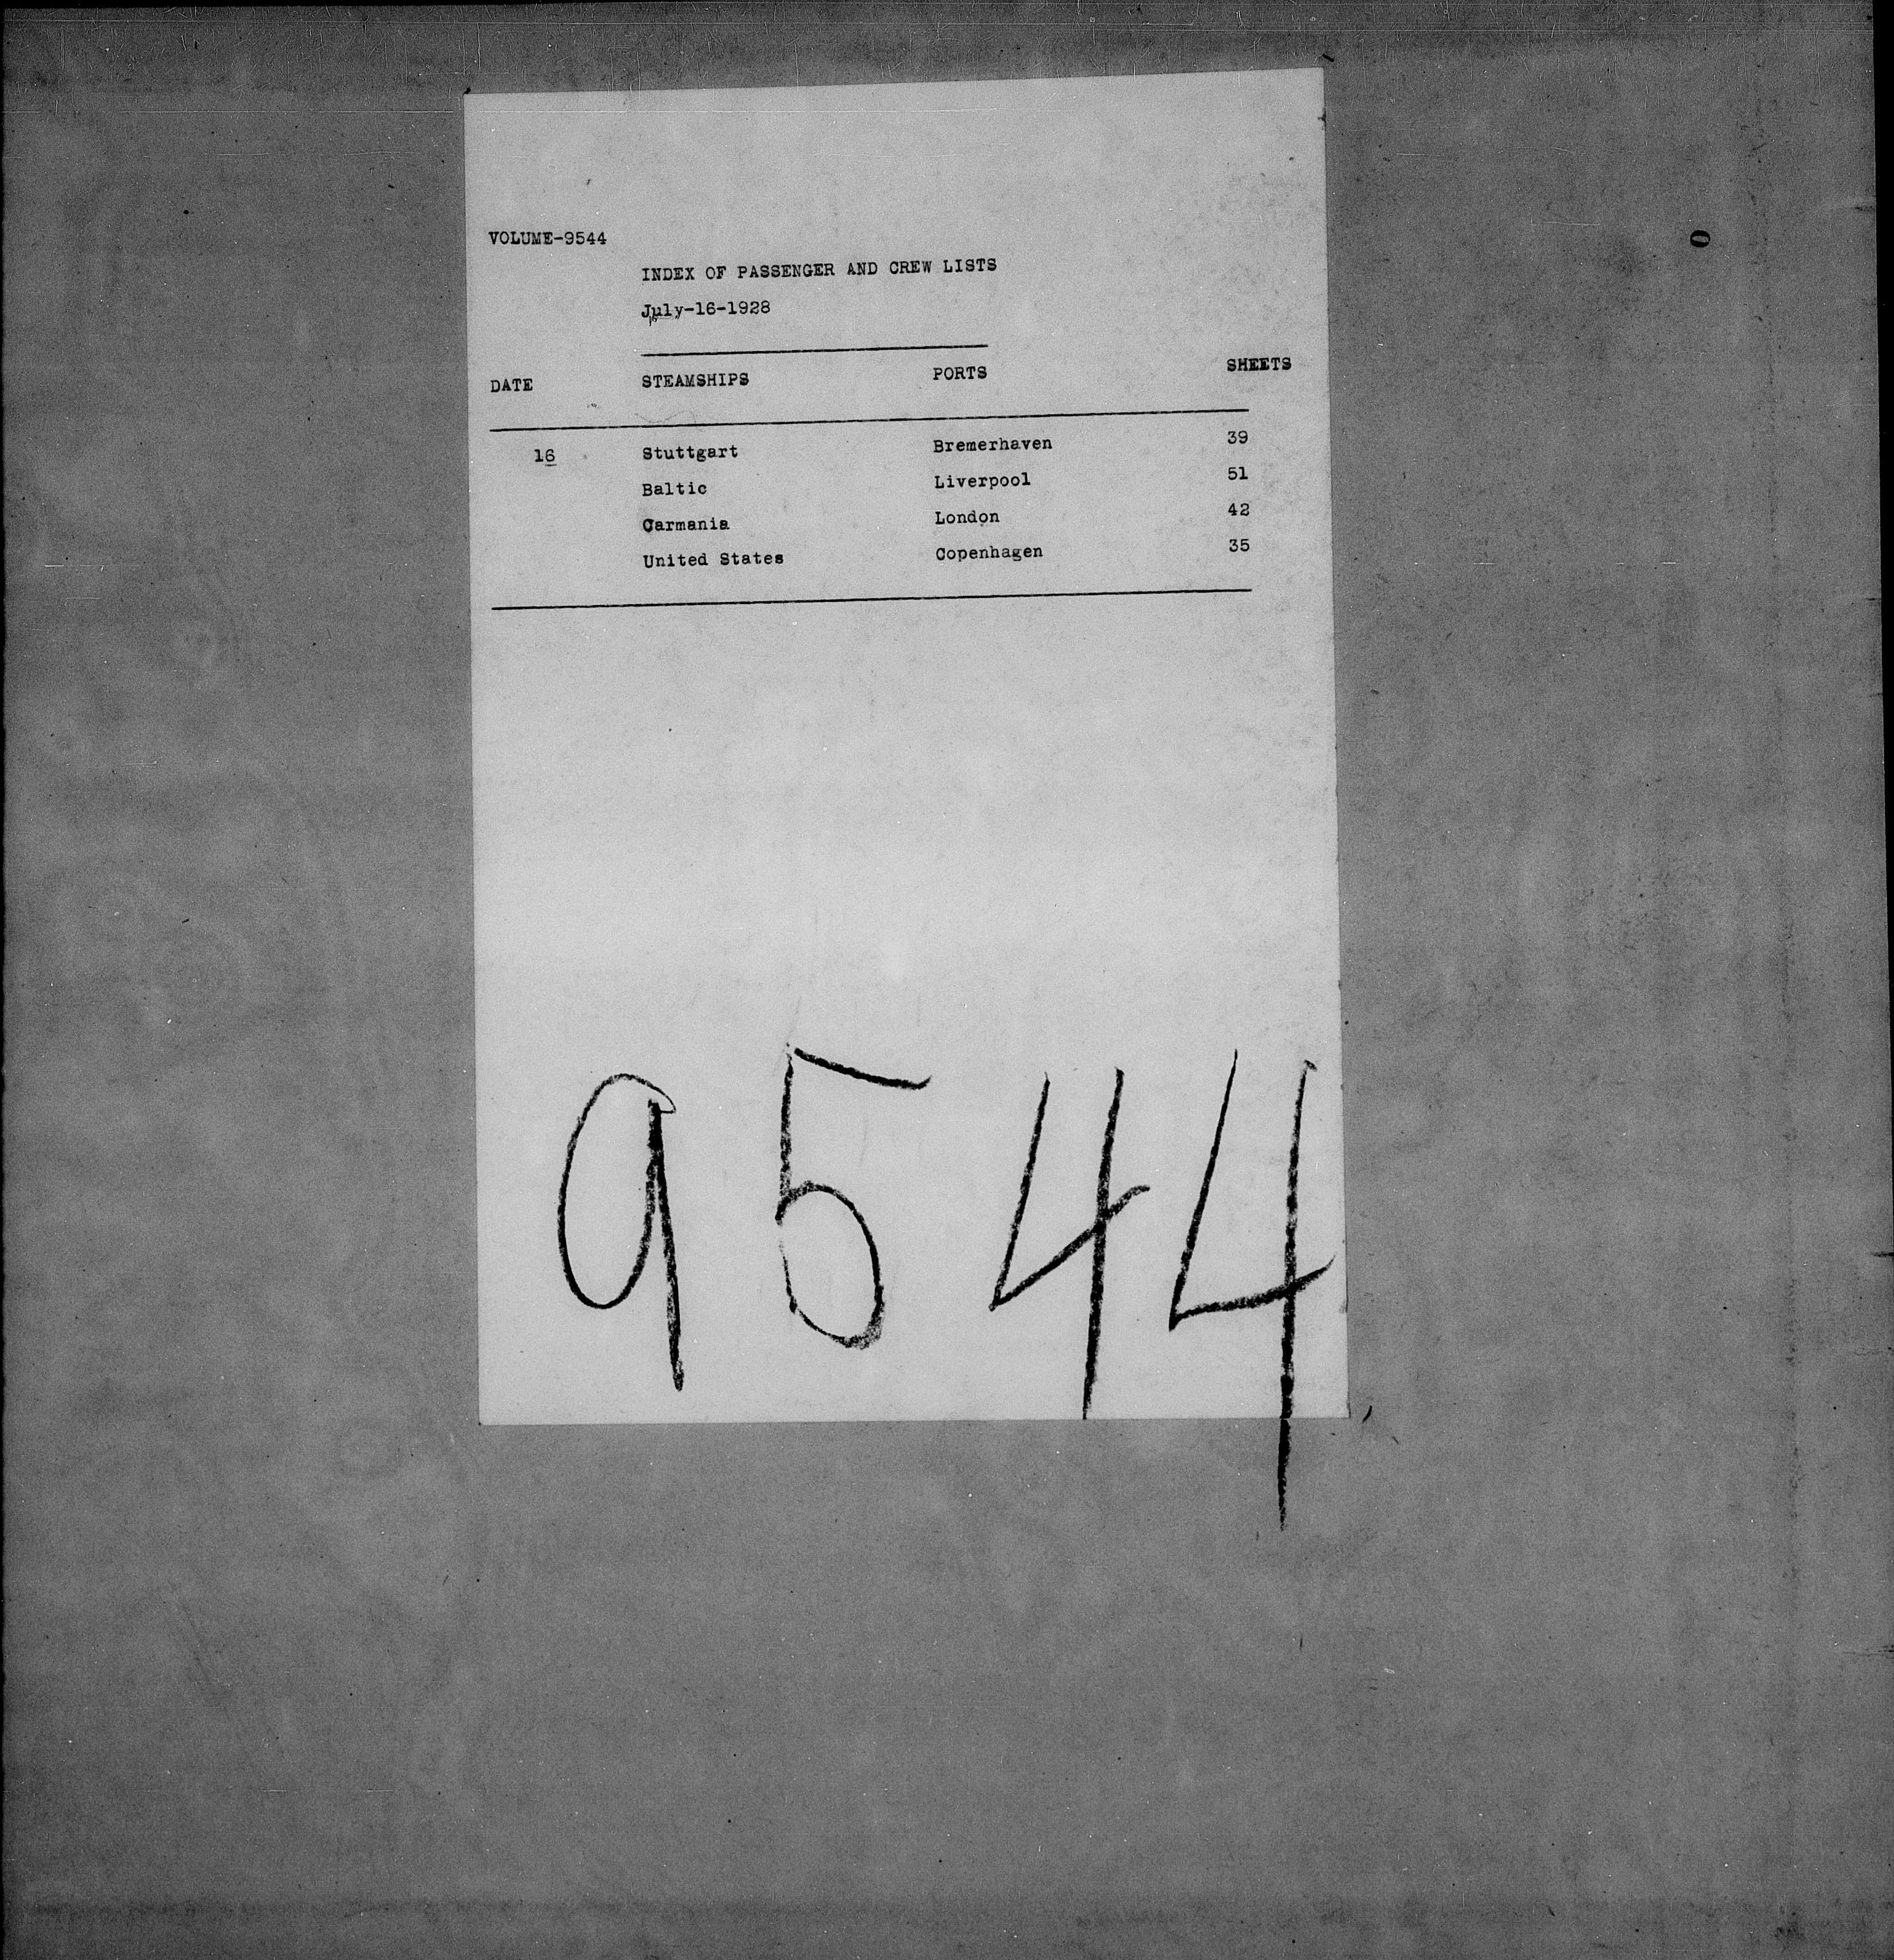 VOLUME-9544
INDEX OF PASSENGER AND CREW LISTS
July-16-1928
DATE STEAMSHIPS PORTS SHEETS
16 Stuttgart Bremerhaven 39
Baltic Liverpool 51
Carmania London 42
United States Copenhagen 35
9544
0